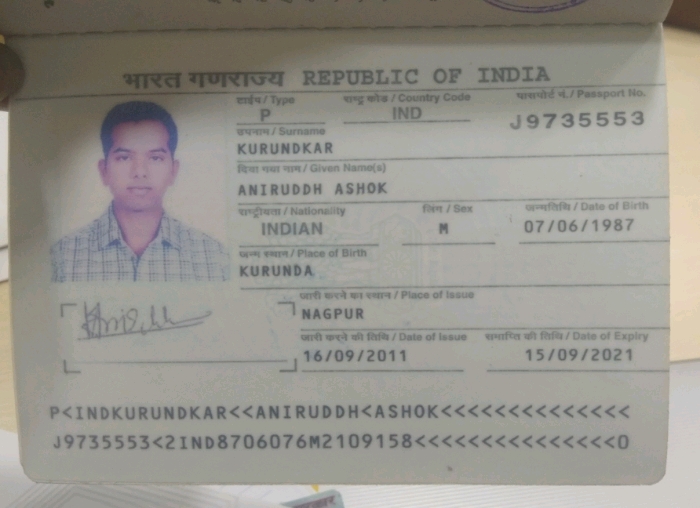 भारत गणराज्य REPUBLIC OF INDIA
टाईप / Type
राष्ट्र कोड / Country Code
पासपोर्ट नं. / Passport No.
P
IND
J9735553
उपनाम / Surname
KURUNDKAR
दिया गया नाम / Given Name(s)
ANIRUDDH ASHOK
राष्ट्रीयता / Nationality
लिंग / Sex
जन्मतिथि / Date of Birth
INDIAN
M
07/06/1987
जन्म स्थान / Place of Birth
KURUNDA
जारी करने का स्थान / Place of Issue
NAGPUR
जारी करने की तिथि / Date of Issue
समाप्ति की तिथि / Date of Expiry
16/09/2011
15/09/2021
P<INDKURUNDKAR<<ANIRUDDH<ASHOK<<<<<<<<<<<<<<
J9735553<2IND8706076M2109158<<<<<<<<<<<<<<<0